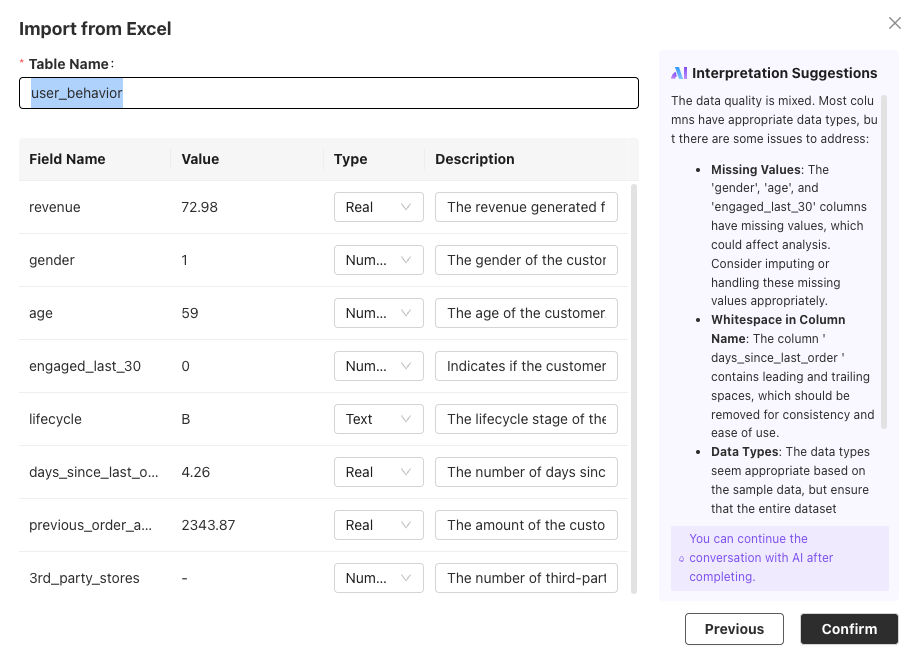 Import from Excel
* Table Name:
user_behavior
Field Name Value Type Description
revenue 72.98 Real The revenue generated f
gender 1 Num... The gender of the custor
age 59 Num... The age of the customer.
engaged_last_30 0 Num... Indicates if the customer
lifecycle B Text The lifecycle stage of the
days_since_last_o... 4.26 Real The number of days sinc
previous_order_a... 2343.87 Real The amount of the custo
3rd_party_stores - Num... The number of third-part
AI Interpretation Suggestions
The data quality is mixed. Most colu
mns have appropriate data types, bu
t there are some issues to address:
• Missing Values: The
'gender', 'age', and
'engaged_last_30' columns
have missing values, which
could affect analysis.
Consider imputing or
handling these missing
values appropriately.
• Whitespace in Column
Name: The column '
days_since_last_order '
contains leading and trailing
spaces, which should be
removed for consistency and
ease of use.
• Data Types: The data types
seem appropriate based on
the sample data, but ensure
that the entire dataset
You can continue the
conversation with AI after
completing.
Previous Confirm